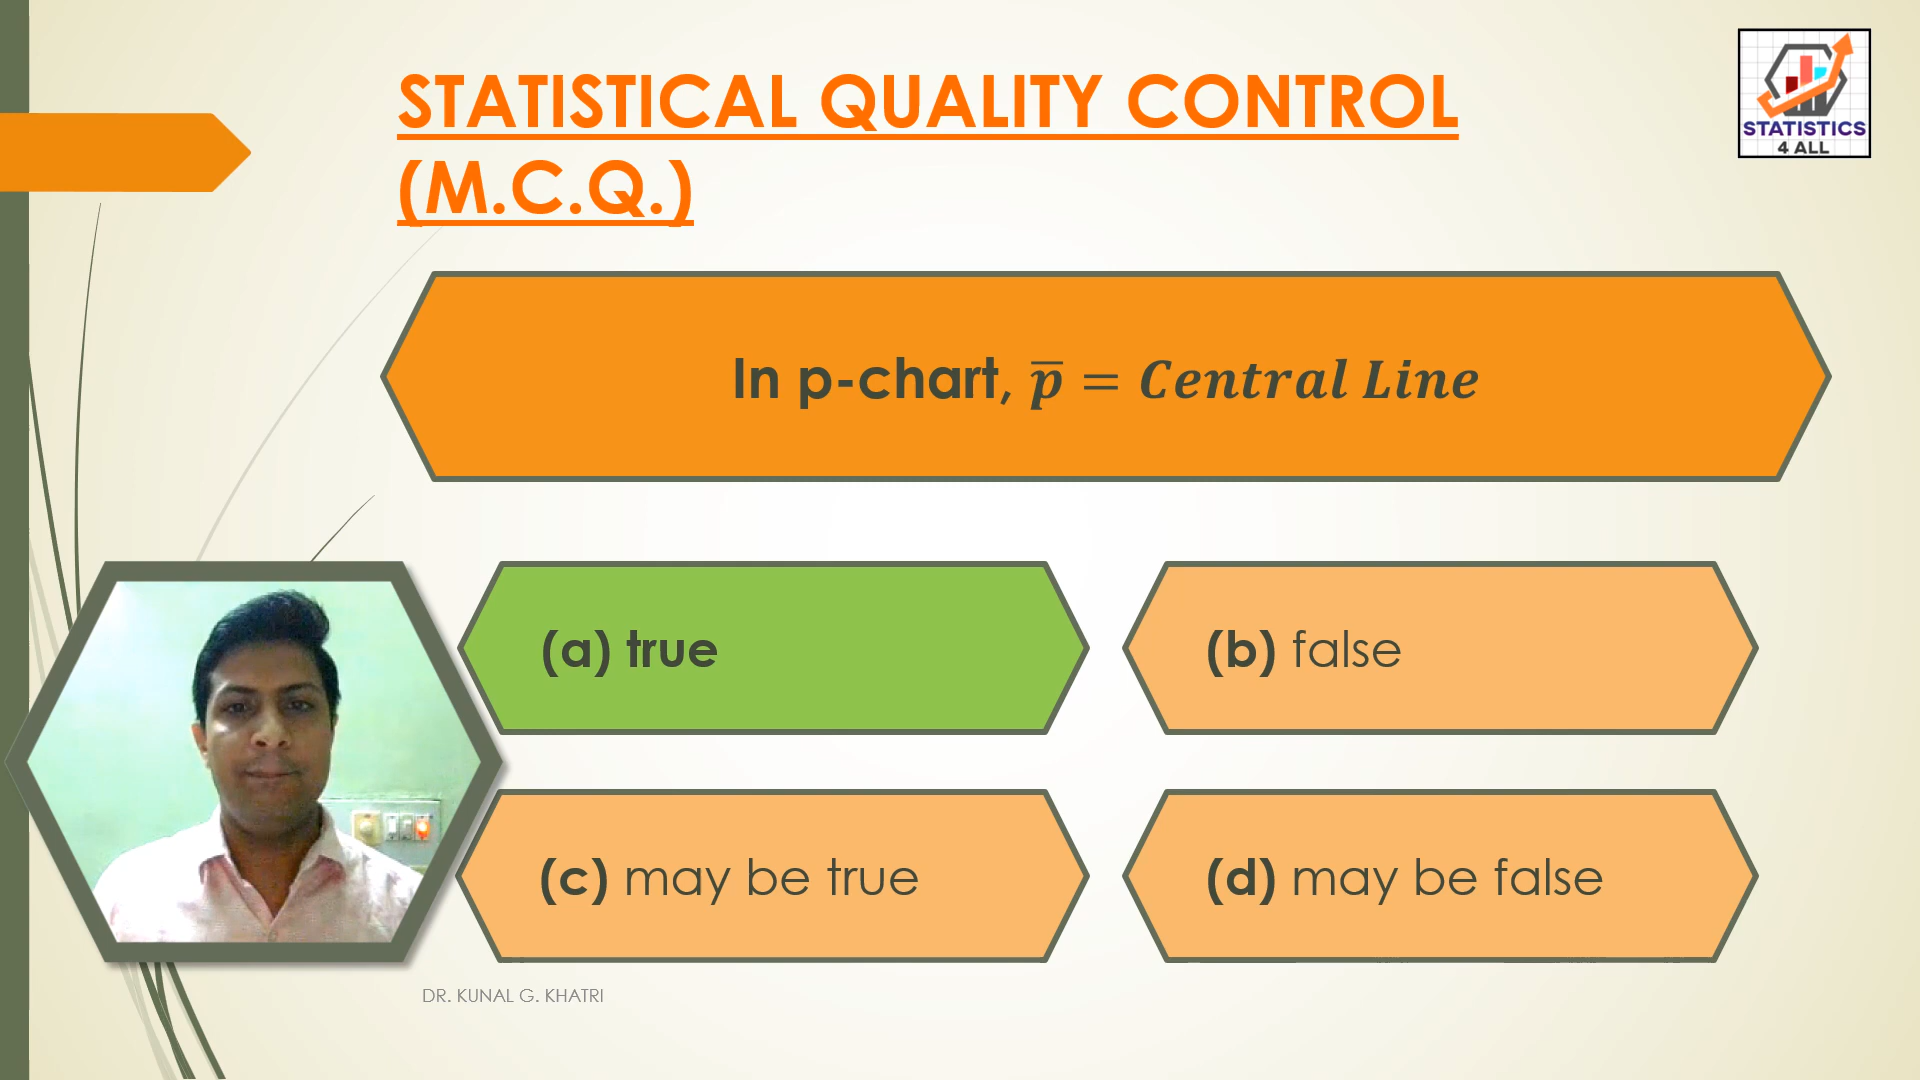 STATISTICAL QUALITY CONTROL
(M.C.Q.)
STATISTICS
4 ALL
In p-chart, p̅ = Central Line
(a) true
(b) false
(c) may be true
(d) may be false
DR. KUNAL G. KHATRI